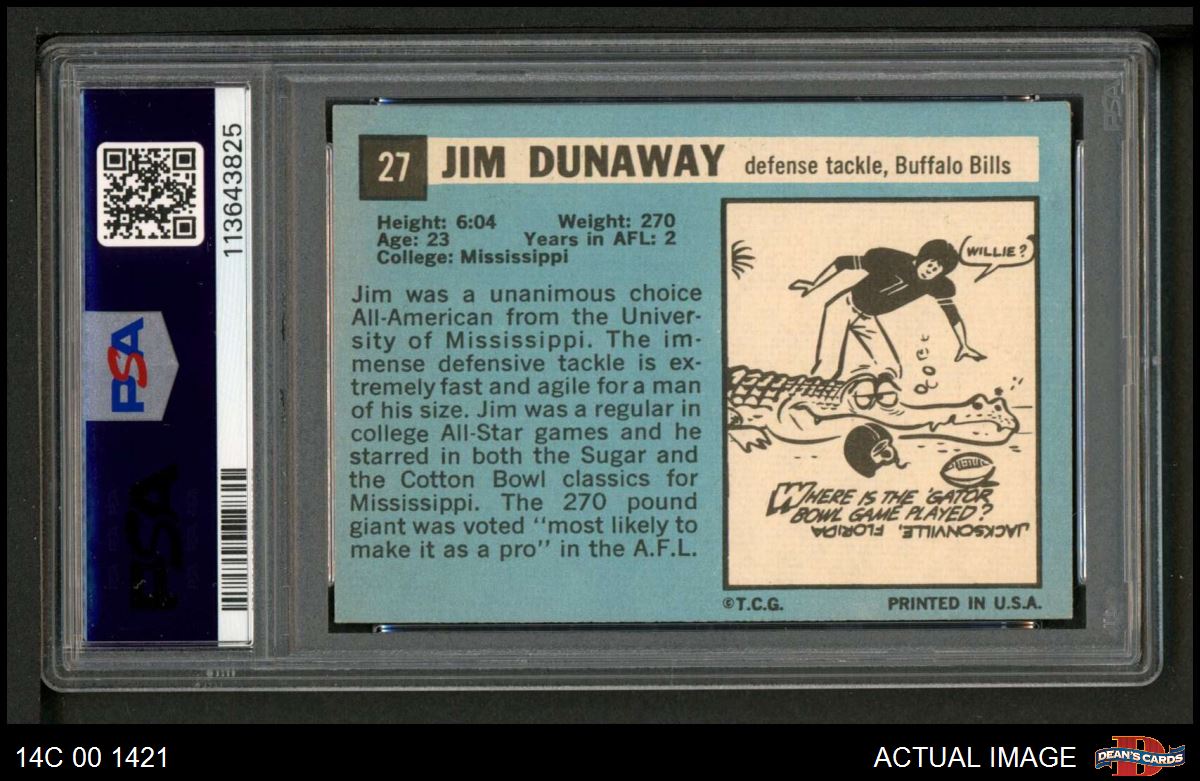 113643825
PSA
PSA
27 JIM DUNAWAY defense tackle, Buffalo Bills
Height: 6:04 Weight: 270
Age: 23 Years in AFL: 2
College: Mississippi
Jim was a unanimous choice
All-American from the Univer-
sity of Mississippi. The im-
mense defensive tackle is ex-
tremely fast and agile for a man
of his size. Jim was a regular in
college All-Star games and he
starred in both the Sugar and
the Cotton Bowl classics for
Mississippi. The 270 pound
giant was voted "most likely to
make it as a pro" in the A.F.L.
WILLIE?
WHERE IS THE 'GATOR
BOWL GAME PLAYED?
JACKSONVILLE,
FLORIDA
©T.C.G. PRINTED IN U.S.A.
PSA
14C 00 1421
ACTUAL IMAGE
D
DEAN'S CARDS